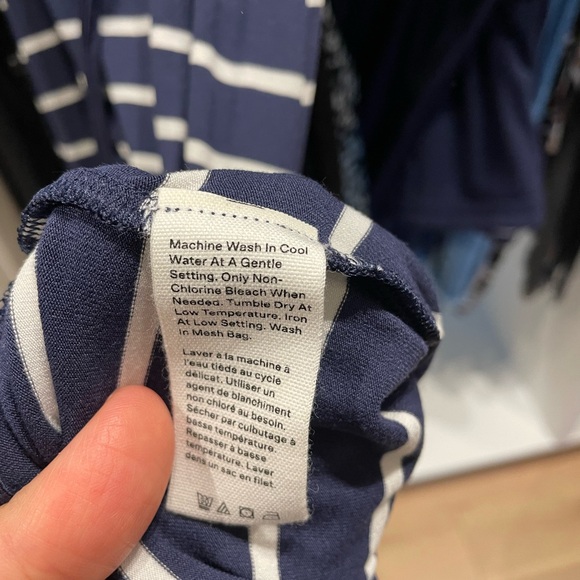 Machine Wash In Cool
Water At A Gentle
Setting. Only Non-
Chlorine Bleach When
Needed. Tumble Dry At
Low Temperature. Iron
At Low Setting. Wash
In Mesh Bag.
Laver à la machine à
l'eau tiède au cycle
délicat. Utiliser un
agent de blanchiment
non chloré au besoin.
Sécher par culbutage à
basse température.
Repasser à basse
température. Laver
dans un sac en filet.